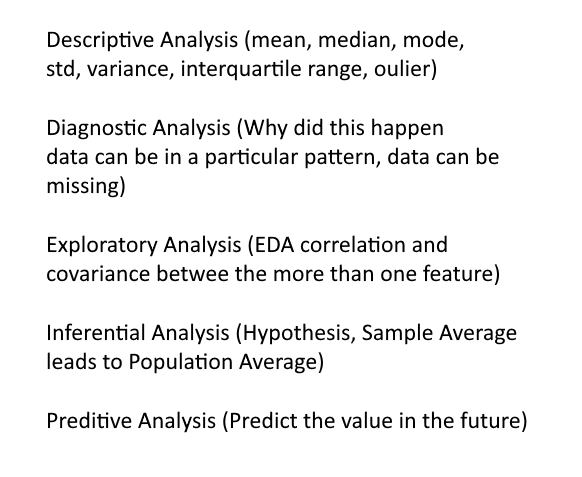 Descriptive Analysis (mean, median, mode,
std, variance, interquartile range, oulier)
Diagnostic Analysis (Why did this happen
data can be in a particular pattern, data can be
missing)
Exploratory Analysis (EDA correlation and
covariance betwee the more than one feature)
Inferential Analysis (Hypothesis, Sample Average
leads to Population Average)
Preditive Analysis (Predict the value in the future)